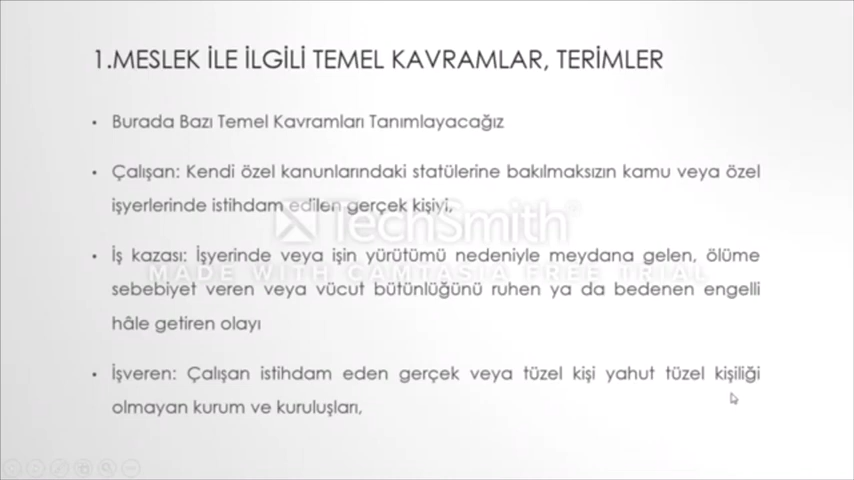 1.MESLEK İLE İLGİLİ TEMEL KAVRAMLAR, TERİMLER
• Burada Bazı Temel Kavramları Tanımlayacağız
• Çalışan: Kendi özel kanunlarındaki statülerine bakılmaksızın kamu veya özel
işyerlerinde istihdam edilen gerçek kişiyi,
TechSmith
• İş kazası: İşyerinde veya işin yürütümü nedeniyle meydana gelen, ölüme
MADE WITH CAMTASIA FREE TRIAL
sebebiyet veren veya vücut bütünlüğünü ruhen ya da bedenen engelli
hâle getiren olayı
• İşveren: Çalışan istihdam eden gerçek veya tüzel kişi yahut tüzel kişiliği
olmayan kurum ve kuruluşları,